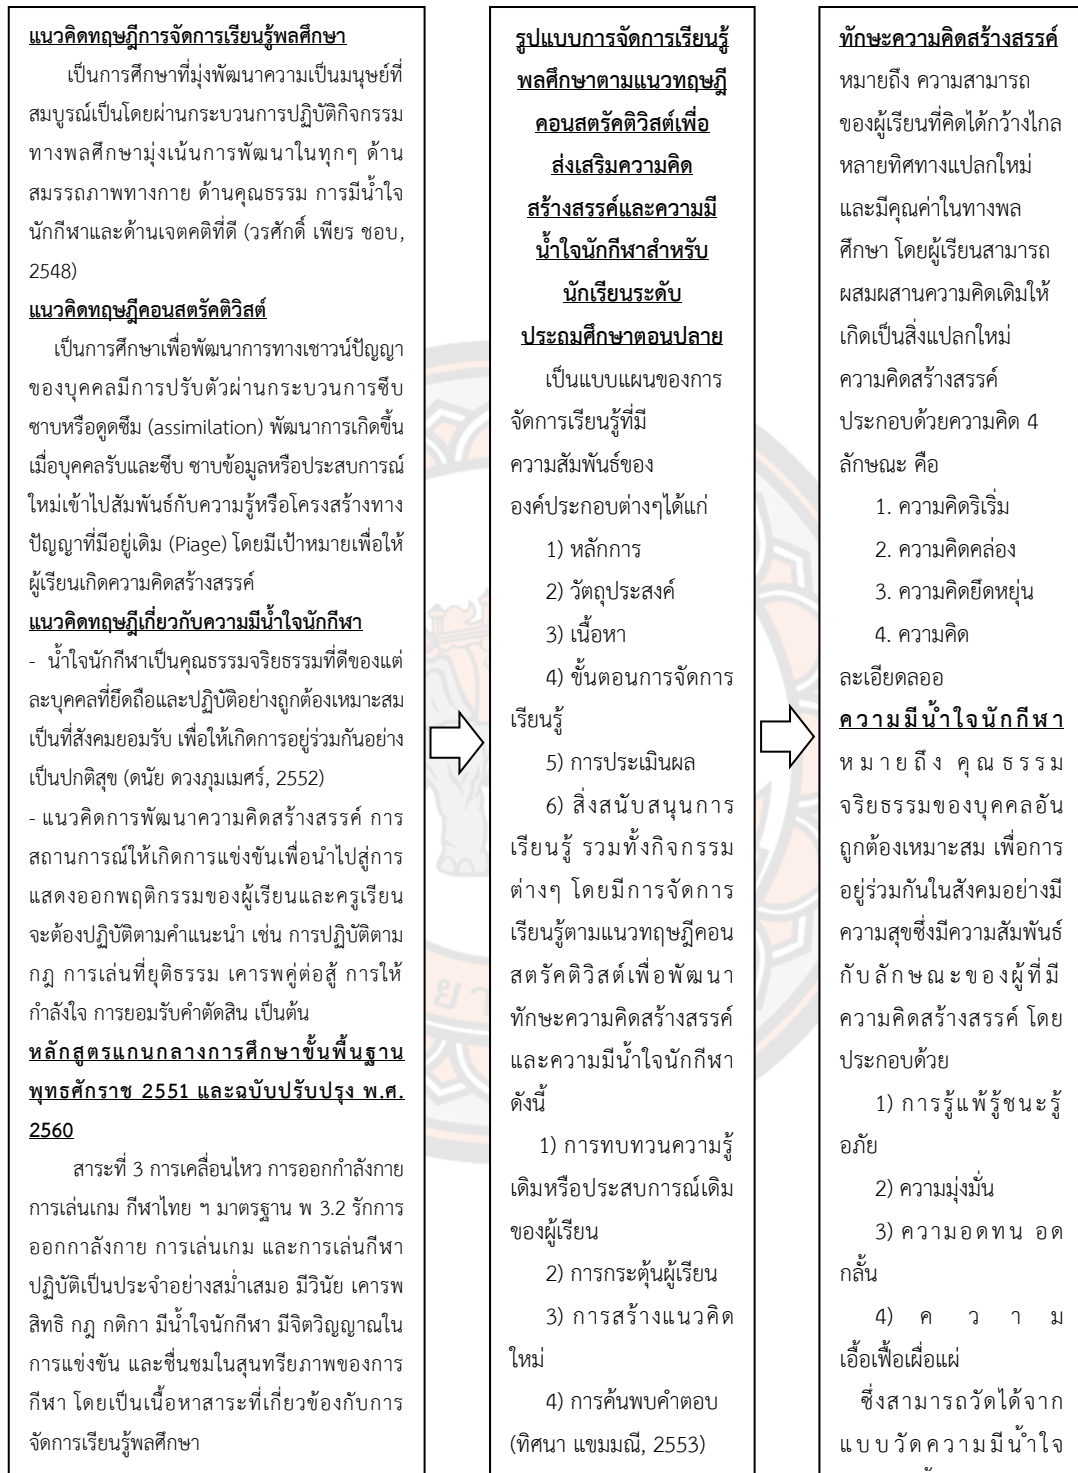 แนวคิดทฤษฎีการจัดการเรียนรู้พลศึกษา
เป็นการศึกษาที่มุ่งพัฒนาความเป็นมนุษย์ที่
สมบูรณ์เป็นโดยผ่านกระบวนการปฏิบัติกิจกรรม
ทางพลศึกษามุ่งเน้นการพัฒนาในทุกๆ ด้าน
สมรรถภาพทางกาย ด้านคุณธรรม การมีน้ำใจ
นักกีฬาและด้านเจตคติที่ดี (วรศักดิ์ เพียร ชอบ,
2548)
แนวคิดทฤษฎีคอนสตรัคติวิสต์
เป็นการศึกษาเพื่อพัฒนาการทางเชาวน์ปัญญา
ของบุคคลมีการปรับตัวผ่านกระบวนการซึบ
ซาบหรือดูดซึม (assimilation) พัฒนาการเกิดขึ้น
เมื่อบุคคลรับและซึบ ซาบข้อมูลหรือประสบการณ์
ใหม่เข้าไปสัมพันธ์กับความรู้หรือโครงสร้างทาง
ปัญญาที่มีอยู่เดิม (Piage) โดยมีเป้าหมายเพื่อให้
ผู้เรียนเกิดความคิดสร้างสรรค์
แนวคิดทฤษฎีเกี่ยวกับความมีน้ำใจนักกีฬา
- น้ำใจนักกีฬาเป็นคุณธรรมจริยธรรมที่ดีของแต่
ละบุคคลที่ยึดถือและปฏิบัติอย่างถูกต้องเหมาะสม
เป็นที่สังคมยอมรับ เพื่อให้เกิดการอยู่ร่วมกันอย่าง
เป็นปกติสุข (ดนัย ดวงภุมเมศร์, 2552)
- แนวคิดการพัฒนาความคิดสร้างสรรค์ การ
สถานการณ์ให้เกิดการแข่งขันเพื่อนำไปสู่การ
แสดงออกพฤติกรรมของผู้เรียนและครูเรียน
จะต้องปฏิบัติตามคำแนะนำ เช่น การปฏิบัติตาม
กฎ การเล่นที่ยุติธรรม เคารพคู่ต่อสู้ การให้
กำลังใจ การยอมรับคำตัดสิน เป็นต้น
หลักสูตรแกนกลางการศึกษาขั้นพื้นฐาน
พุทธศักราช 2551 และฉบับปรับปรุง พ.ศ.
2560
สาระที่ 3 การเคลื่อนไหว การออกกำลังกาย
การเล่นเกม กีฬาไทย ฯ มาตรฐาน พ 3.2 รักการ
ออกกาลังกาย การเล่นเกม และการเล่นกีฬา
ปฏิบัติเป็นประจำอย่างสม่ำเสมอ มีวินัย เคารพ
สิทธิ กฎ กติกา มีน้ำใจนักกีฬา มีจิตวิญญาณใน
การแข่งขัน และชื่นชมในสุนทรียภาพของการ
กีฬา โดยเป็นเนื้อหาสาระที่เกี่ยวข้องกับการ
จัดการเรียนรู้พลศึกษา
รูปแบบการจัดการเรียนรู้
พลศึกษาตามแนวทฤษฎี
คอนสตรัคติวิสต์เพื่อ
ส่งเสริมความคิด
สร้างสรรค์และความมี
น้ำใจนักกีฬาสำหรับ
นักเรียนระดับ
ประถมศึกษาตอนปลาย
เป็นแบบแผนของการ
จัดการเรียนรู้ที่มี
ความสัมพันธ์ของ
องค์ประกอบต่างๆได้แก่
1) หลักการ
2) วัตถุประสงค์
3) เนื้อหา
4) ขั้นตอนการจัดการ
เรียนรู้
5) การประเมินผล
6) สิ่งสนับสนุนการ
เรียนรู้ รวมทั้งกิจกรรม
ต่างๆ โดยมีการจัดการ
เรียนรู้ตามแนวทฤษฎีคอน
สตรัคติวิสต์เพื่อพัฒนา
ทักษะความคิดสร้างสรรค์
และความมีน้ำใจนักกีฬา
ดังนี้
1) การทบทวนความรู้
เดิมหรือประสบการณ์เดิม
ของผู้เรียน
2) การกระตุ้นผู้เรียน
3) การสร้างแนวคิด
ใหม่
4) การค้นพบคำตอบ
(ทิศนา แขมมณี, 2553)
ทักษะความคิดสร้างสรรค์
หมายถึง ความสามารถ
ของผู้เรียนที่คิดได้กว้างไกล
หลายทิศทางแปลกใหม่
และมีคุณค่าในทางพล
ศึกษา โดยผู้เรียนสามารถ
ผสมผสานความคิดเดิมให้
เกิดเป็นสิ่งแปลกใหม่
ความคิดสร้างสรรค์
ประกอบด้วยความคิด 4
ลักษณะ คือ
1. ความคิดริเริ่ม
2. ความคิดคล่อง
3. ความคิดยืดหยุ่น
4. ความคิด
ละเอียดลออ
ความมีน้ำใจนักกีฬา
หมายถึง คุณธรรม
จริยธรรมของบุคคลอัน
ถูกต้องเหมาะสม เพื่อการ
อยู่ร่วมกันในสังคมอย่างมี
ความสุขซึ่งมีความสัมพันธ์
กับลักษณะของผู้ที่มี
ความคิดสร้างสรรค์ โดย
ประกอบด้วย
1) การรู้แพ้รู้ชนะรู้
อภัย
2) ความมุ่งมั่น
3) ความอดทน อด
กลั้น
4) ความ
เอื้อเฟื้อเผื่อแผ่
ซึ่งสามารถวัดได้จาก
แบบวัดความมีน้ำใจ